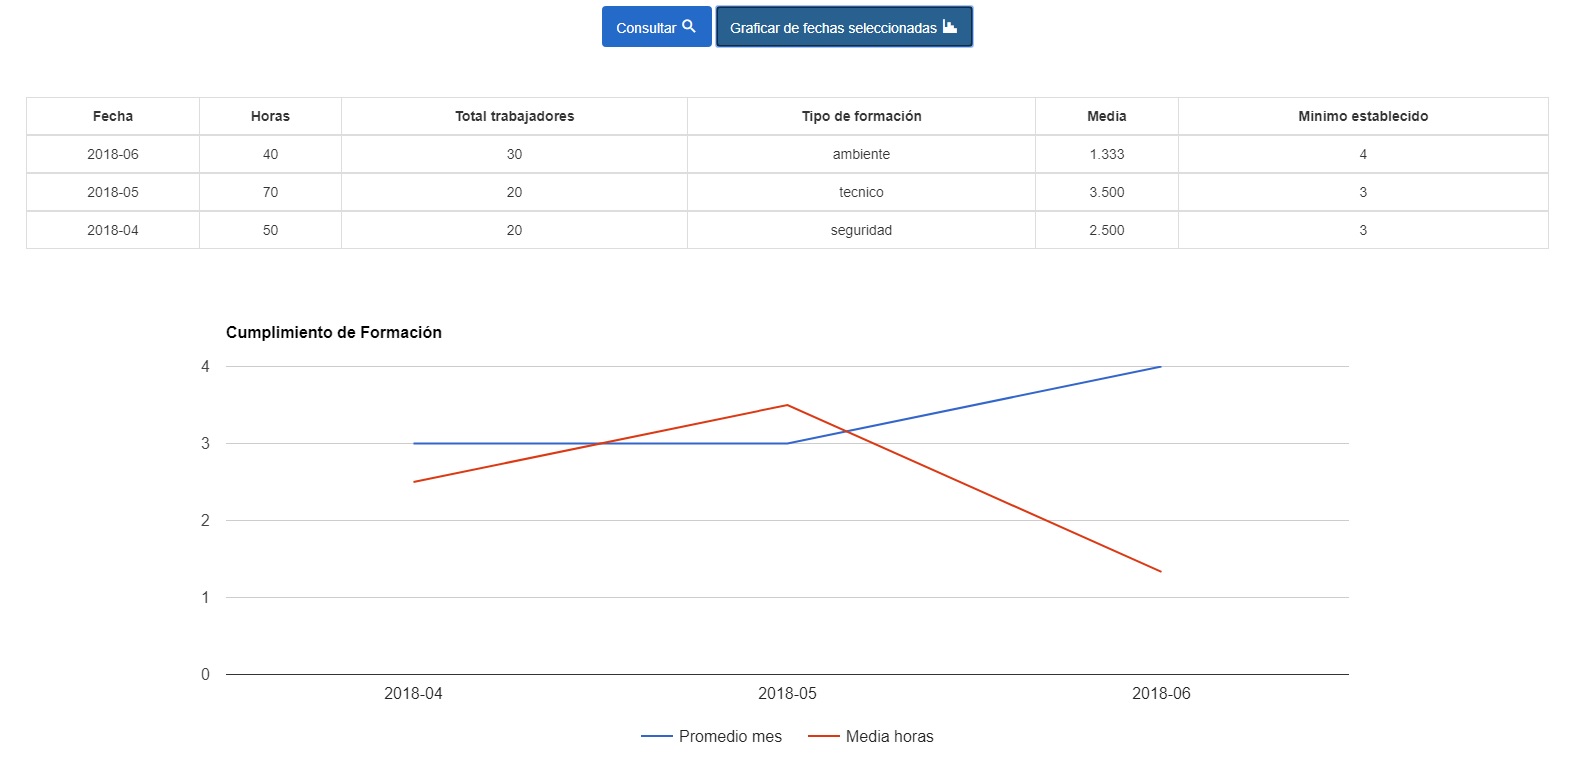 Consultar Graficar de fechas seleccionadas
Fecha Horas Total trabajadores Tipo de formación Media Mínimo establecido
2018-06 40 30 ambiente 1.333 4
2018-05 70 20 tecnico 3.500 3
2018-04 50 20 seguridad 2.500 3
Cumplimiento de Formación
4
3
2
1
0
2018-04 2018-05 2018-06
Promedio mes Media horas